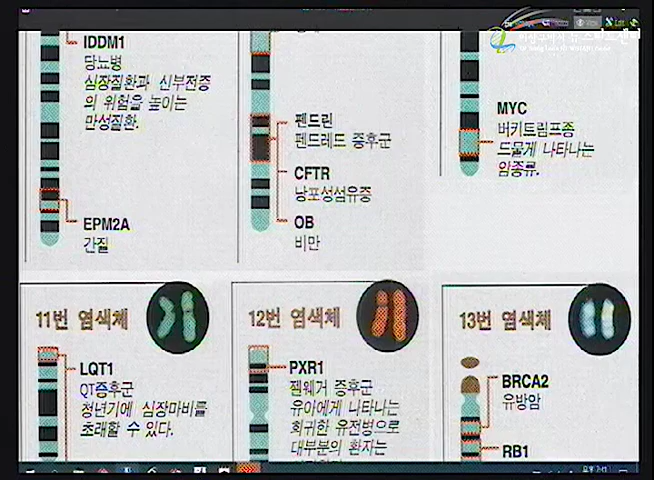 IDDM1
당뇨병
심장질환과 신부전증
의 위험을 높이는
만성질환.
EPM2A
간질
펜드린
펜드레드 증후군
CFTR
낭포성섬유증
OB
비만
MYC
버키트림프종
드물게 나타나는
암종류.
11번 염색체
LQT1
QT증후군
청년기에 심장마비를
초래할 수 있다.
12번 염색체
PXR1
젤웨거 증후군
유아에게 나타나는
희귀한 유전병으로
대부분의 환자는
13번 염색체
BRCA2
유방암
RB1